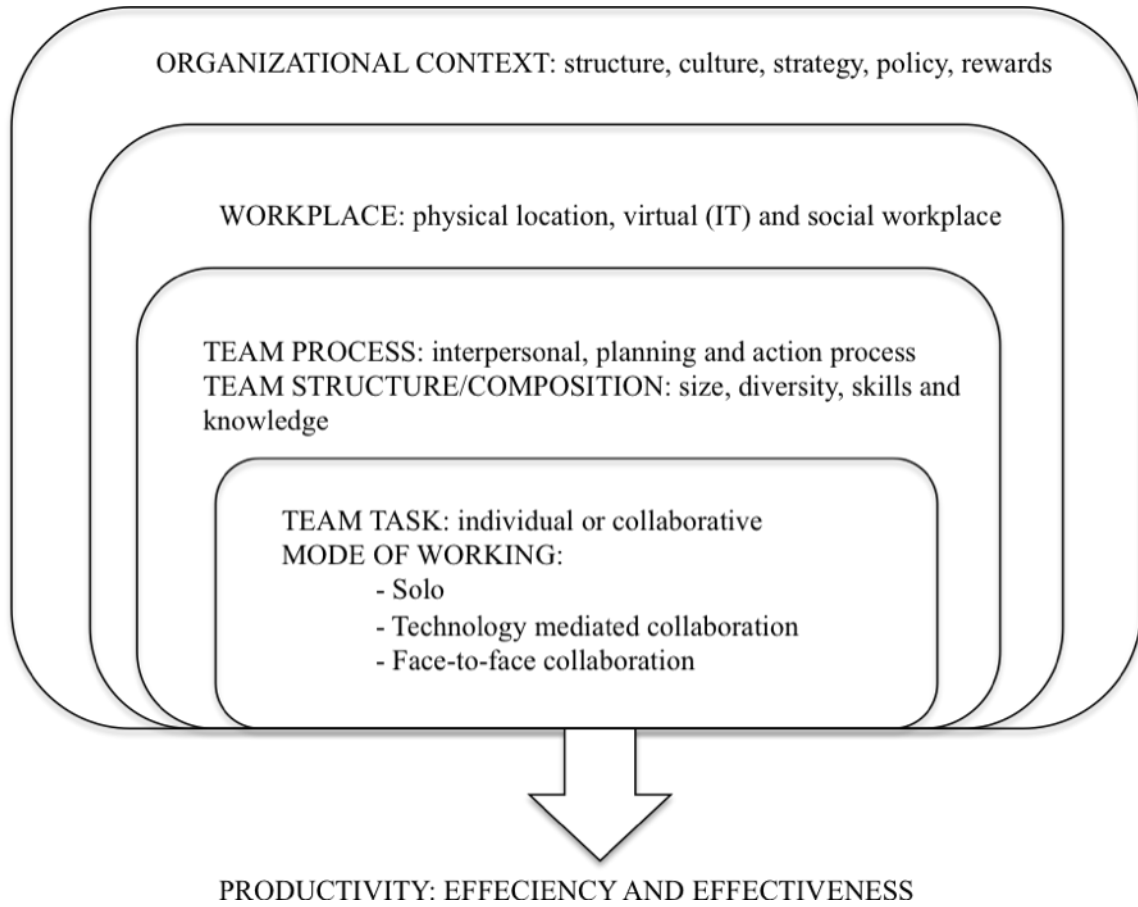 ORGANIZATIONAL CONTEXT: structure, culture, strategy, policy, rewards
WORKPLACE: physical location, virtual (IT) and social workplace
TEAM PROCESS: interpersonal, planning and action process
TEAM STRUCTURE/COMPOSITION: size, diversity, skills and
knowledge
TEAM TASK: individual or collaborative
MODE OF WORKING:
- Solo
- Technology mediated collaboration
- Face-to-face collaboration
PRODUCTIVITY: EFFECIENCY AND EFFECTIVENESS